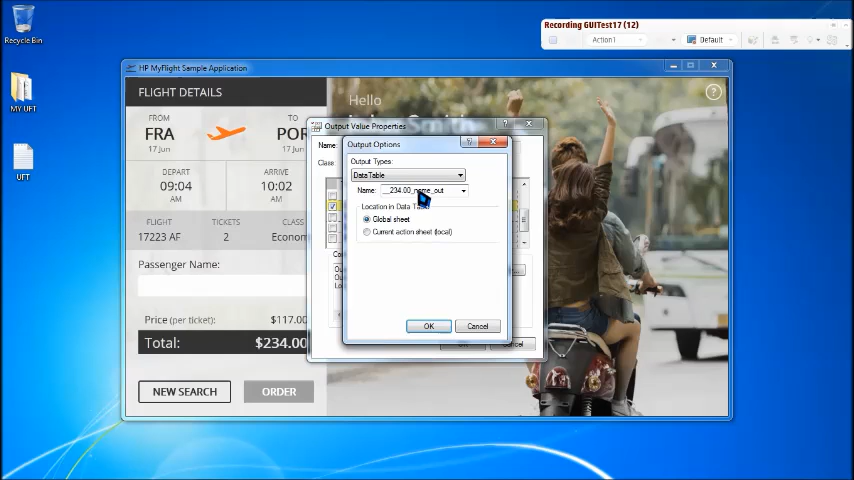 Recycle Bin
MY UFT
UFT
Recording GUITest17 (12)
Action1
Default
HP MyFlight Sample Application
FLIGHT DETAILS
Hello
?
FROM
TO
FRA
POR
17 Jun
17 Jun
DEPART
ARRIVE
09:04
10:02
AM
AM
FLIGHT
TICKETS
CLASS
17223 AF
2
Econom
Passenger Name:
Price (per ticket):
$117.00
Total:
$234.00
NEW SEARCH
ORDER
Output Value Properties
Name:
Class:
Output Options
Output Types:
DataTable
Name:
__234.00_name_out
Location in Data Table
Global sheet
Current action sheet (local)
OK
Cancel